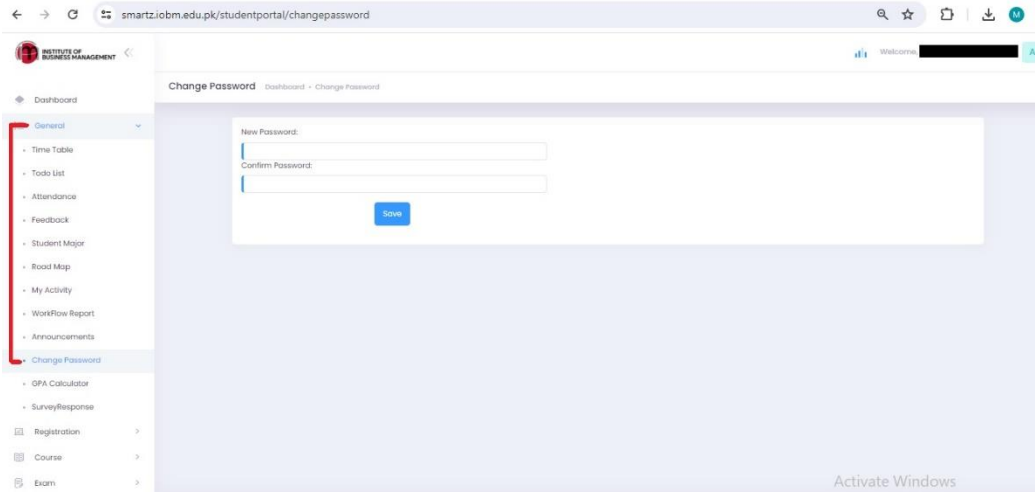 smartz.iobm.edu.pk/studentportal/changepassword
M
INSTITUTE OF
BUSINESS MANAGEMENT
Welcome,
A
Change Password Dashboard • Change Password
Dashboard
General
Time Table
Todo List
Attendance
Feedback
Student Major
Road Map
My Activity
WorkFlow Report
Announcements
Change Password
GPA Calculator
SurveyResponse
Registration
Course
Exam
New Password:
Confirm Password:
Save
Activate Windows